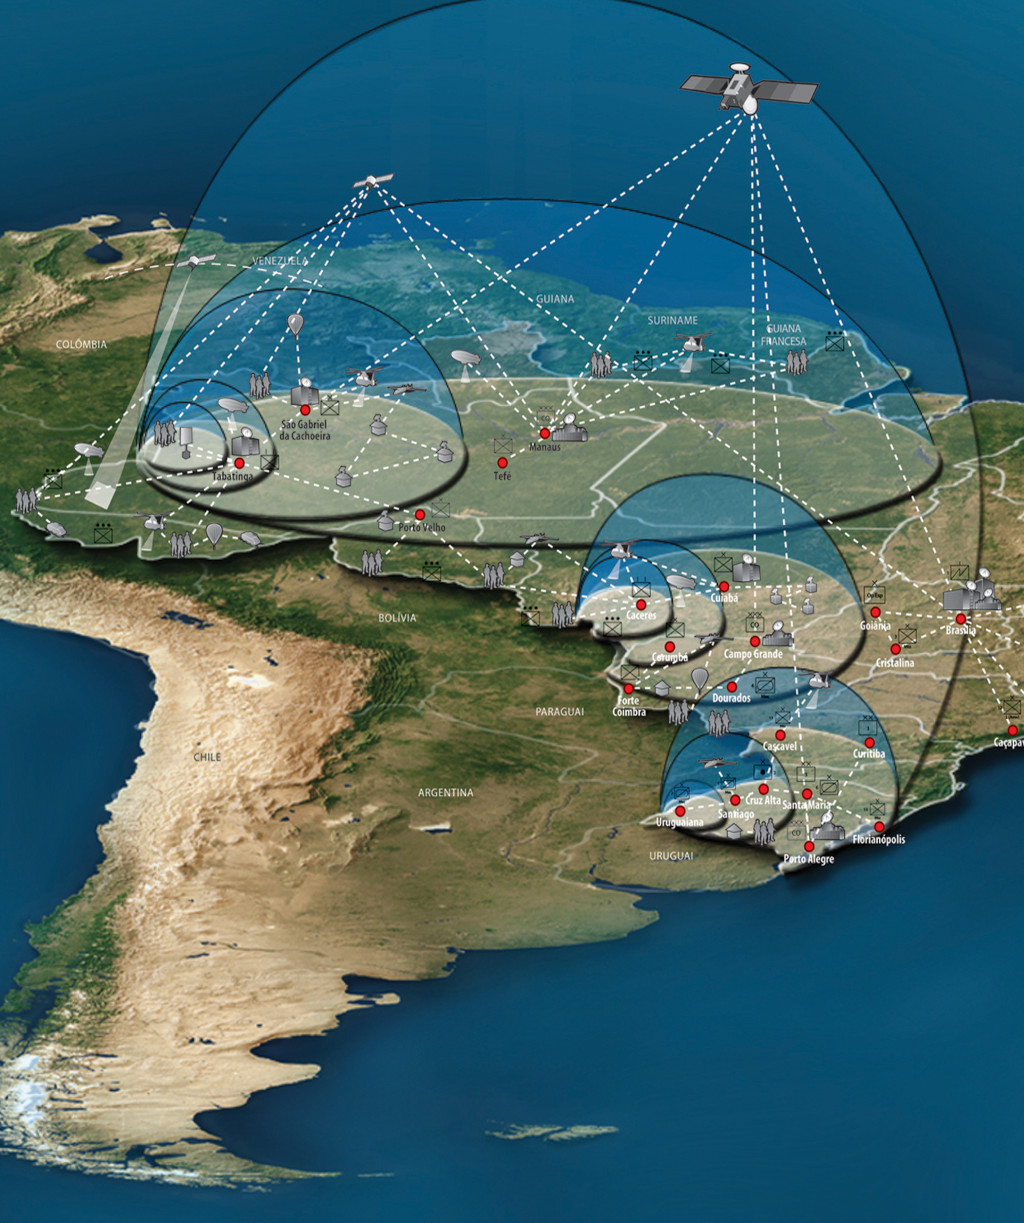 VENEZUELA
GUIANA
SURINAME
GUIANA
FRANCESA
COLÔMBIA
São Gabriel
da Cachoeira
Manaus
Tefé
Tabatinga
Porto Velho
Cuiabá
Cáceres
Goiânia
Brasília
BOLÍVIA
Corumbá
Campo Grande
Cristalina
Forte
Coimbra
Dourados
PARAGUAI
Caçapav
Cascavel
Curitiba
CHILE
ARGENTINA
Cruz Alta
Santa Maria
Santiago
Uruguaiana
Florianópolis
URUGUAI
Porto Alegre